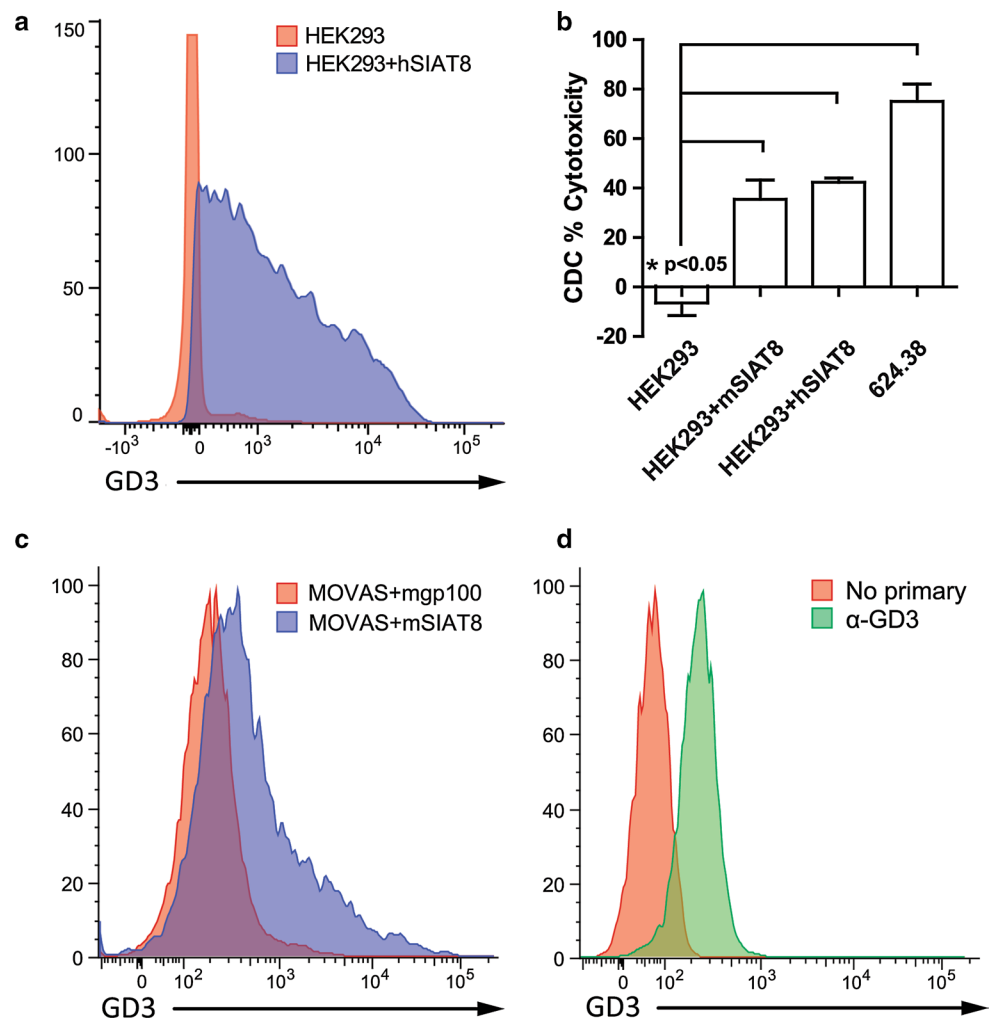 a
150
100
50
0
HEK293
HEK293+hSIAT8
-10³ 0 10³ 10⁴ 10⁵
GD3
b
CDC % Cytotoxicity
100
80
60
40
20
0
-20
* p<0.05
HEK293
HEK293+mSIAT8
HEK293+hSIAT8
624.38
c
100
80
60
40
20
0
MOVAS+mgp100
MOVAS+mSIAT8
0 10² 10³ 10⁴ 10⁵
GD3
d
100
80
60
40
20
0
No primary
α-GD3
0 10² 10³ 10⁴ 10⁵
GD3